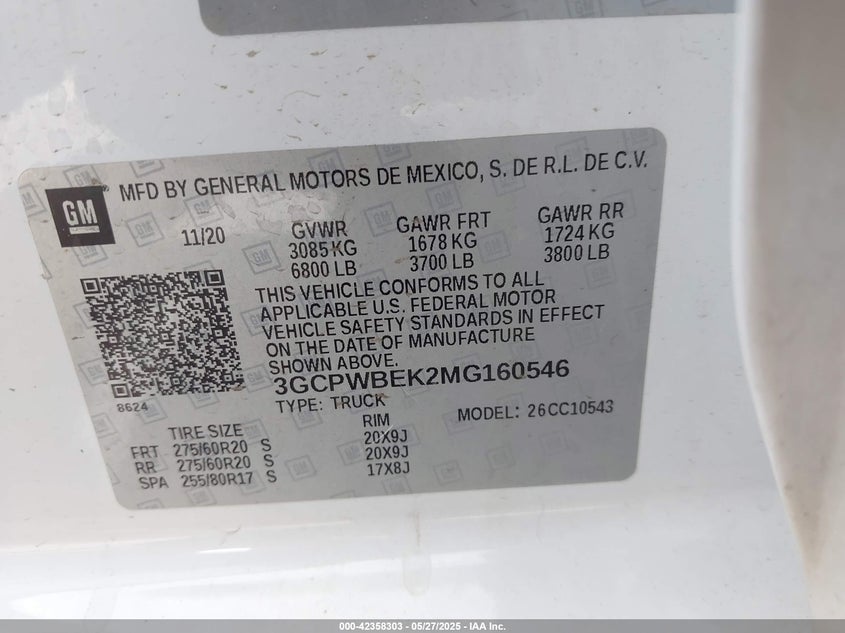 GM
MFD BY GENERAL MOTORS DE MEXICO, S. DE R.L. DE C.V.
11/20
GVWR
3085 KG
6800 LB
GAWR FRT
1678 KG
3700 LB
GAWR RR
1724 KG
3800 LB
THIS VEHICLE CONFORMS TO ALL
APPLICABLE U.S. FEDERAL MOTOR
VEHICLE SAFETY STANDARDS IN EFFECT
ON THE DATE OF MANUFACTURE
SHOWN ABOVE.
8624
3GCPWBEK2MG160546
TYPE: TRUCK
MODEL: 26CC10543
TIRE SIZE RIM
FRT 275/60R20 S 20X9J
RR 275/60R20 S 20X9J
SPA 255/80R17 S 17X8J
000-42358303 — 05/27/2025 — IAA Inc.